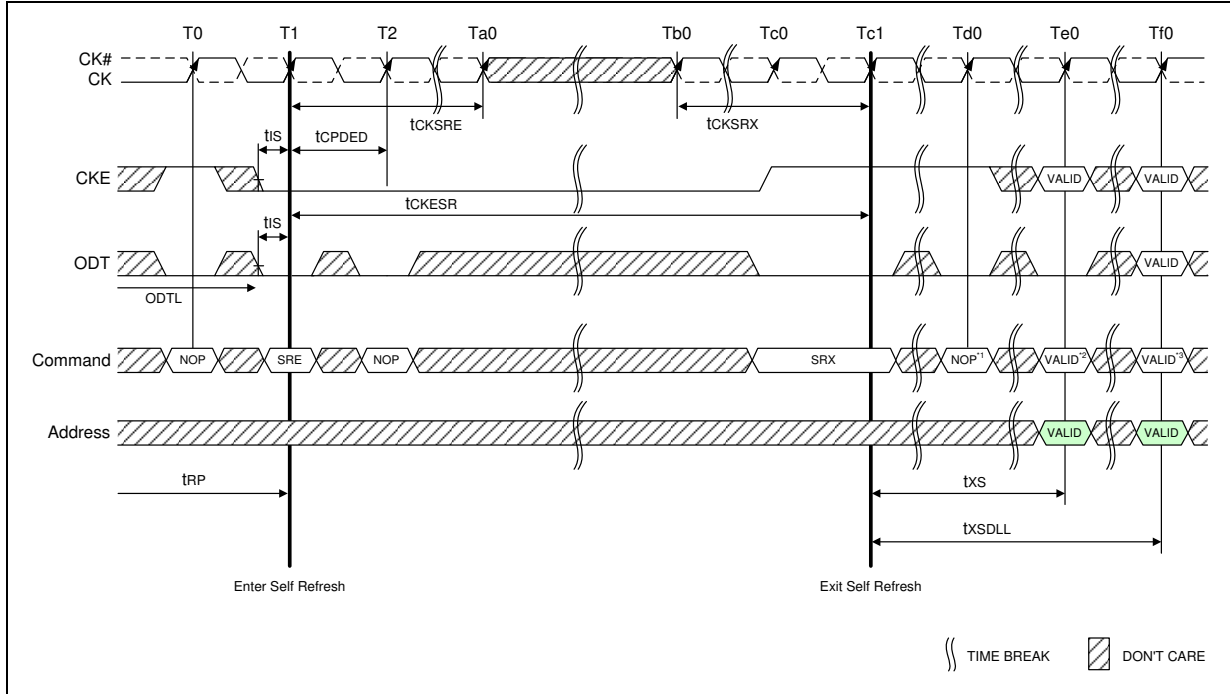 T0 T1 T2 Ta0 Tb0 Tc0 Tc1 Td0 Te0 Tf0
CK#
CK
tCKSRE tCKSRX
tIS tCPDED
CKE VALID VALID
tCKESR
tIS
ODT VALID
ODTL
Command NOP SRE NOP SRX NOP*1 VALID*2 VALID*3
Address VALID VALID
tRP tXS
tXSDLL
Enter Self Refresh Exit Self Refresh
TIME BREAK DON'T CARE